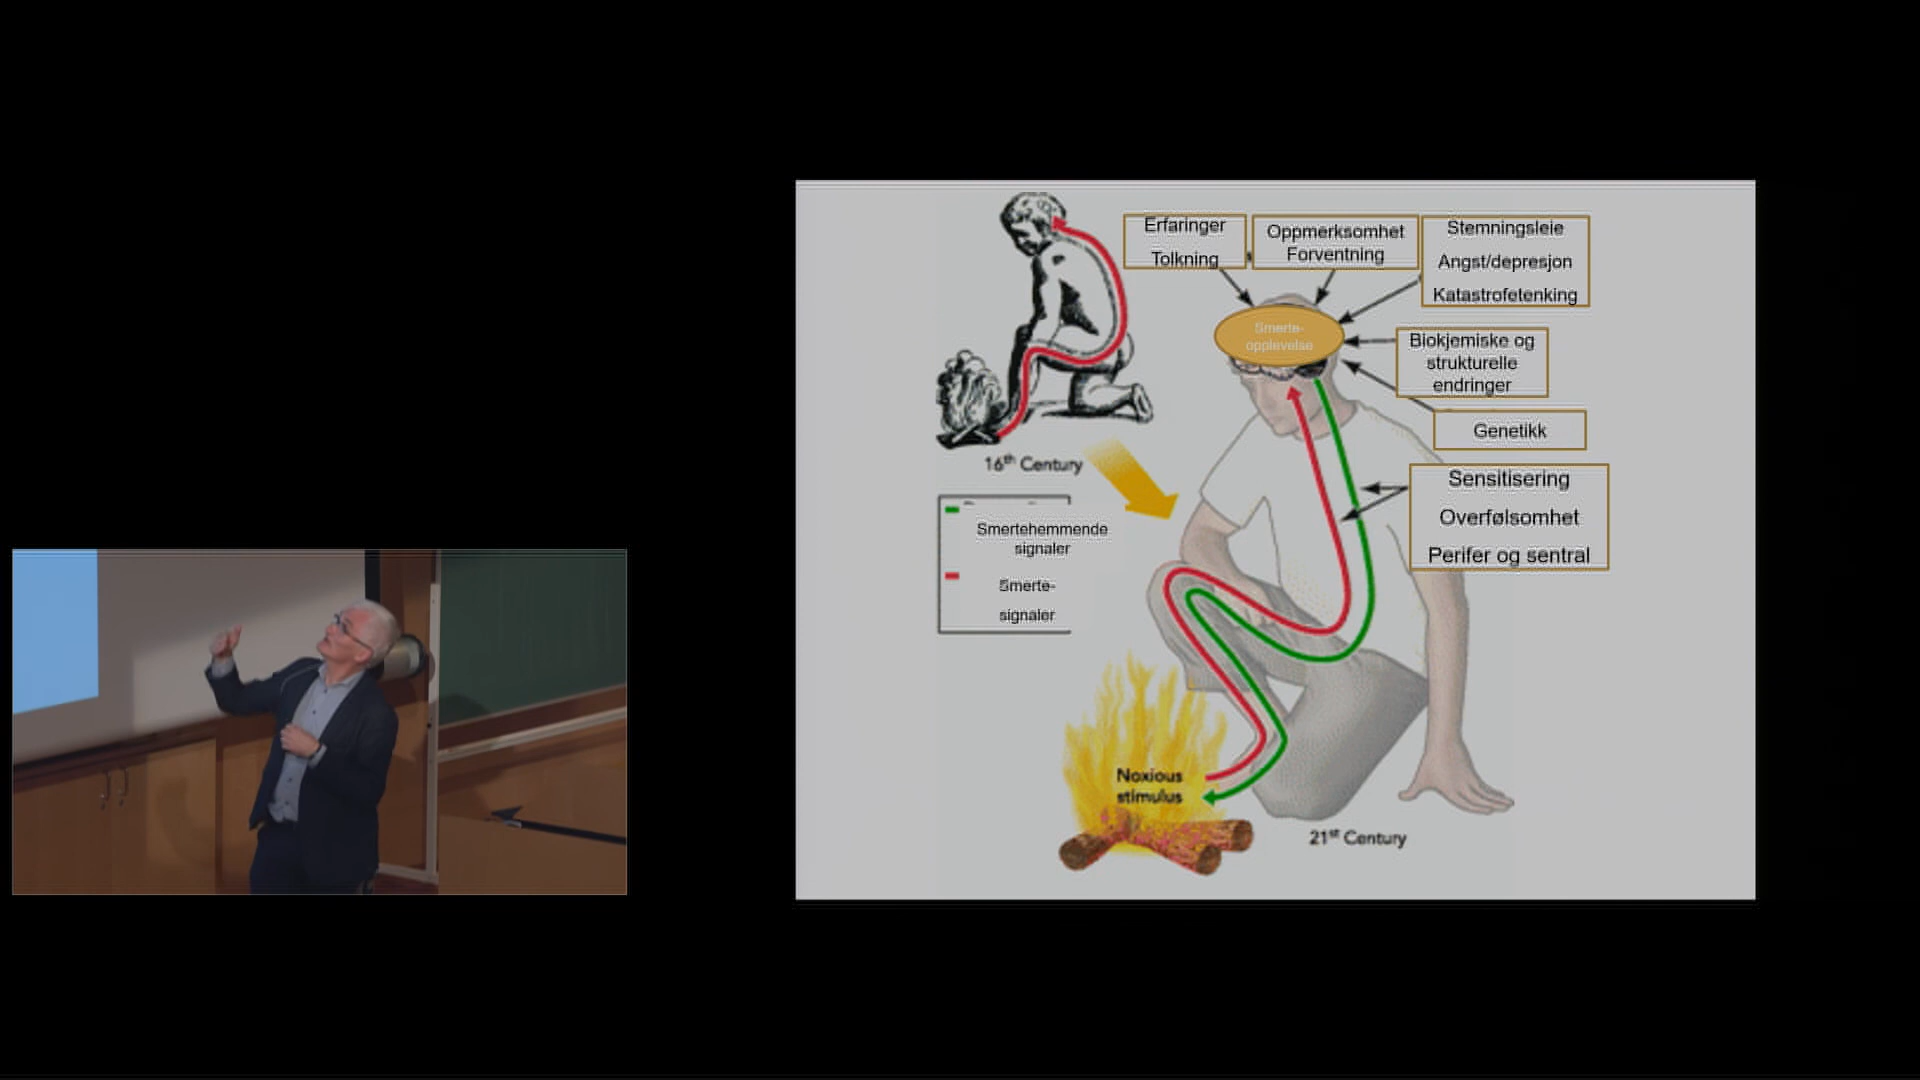 Erfaringer
Tolkning
Oppmerksomhet
Forventning
Stemningsleie
Angst/depresjon
Katastrofetenking
Smerte-
opplevelse
Biokjemiske og
strukturelle
endringer
Genetikk
16th Century
Sensitisering
Overfølsomhet
Perifer og sentral
Smertehemmende
signaler
Smerte-
signaler
Noxious
stimulus
21st Century